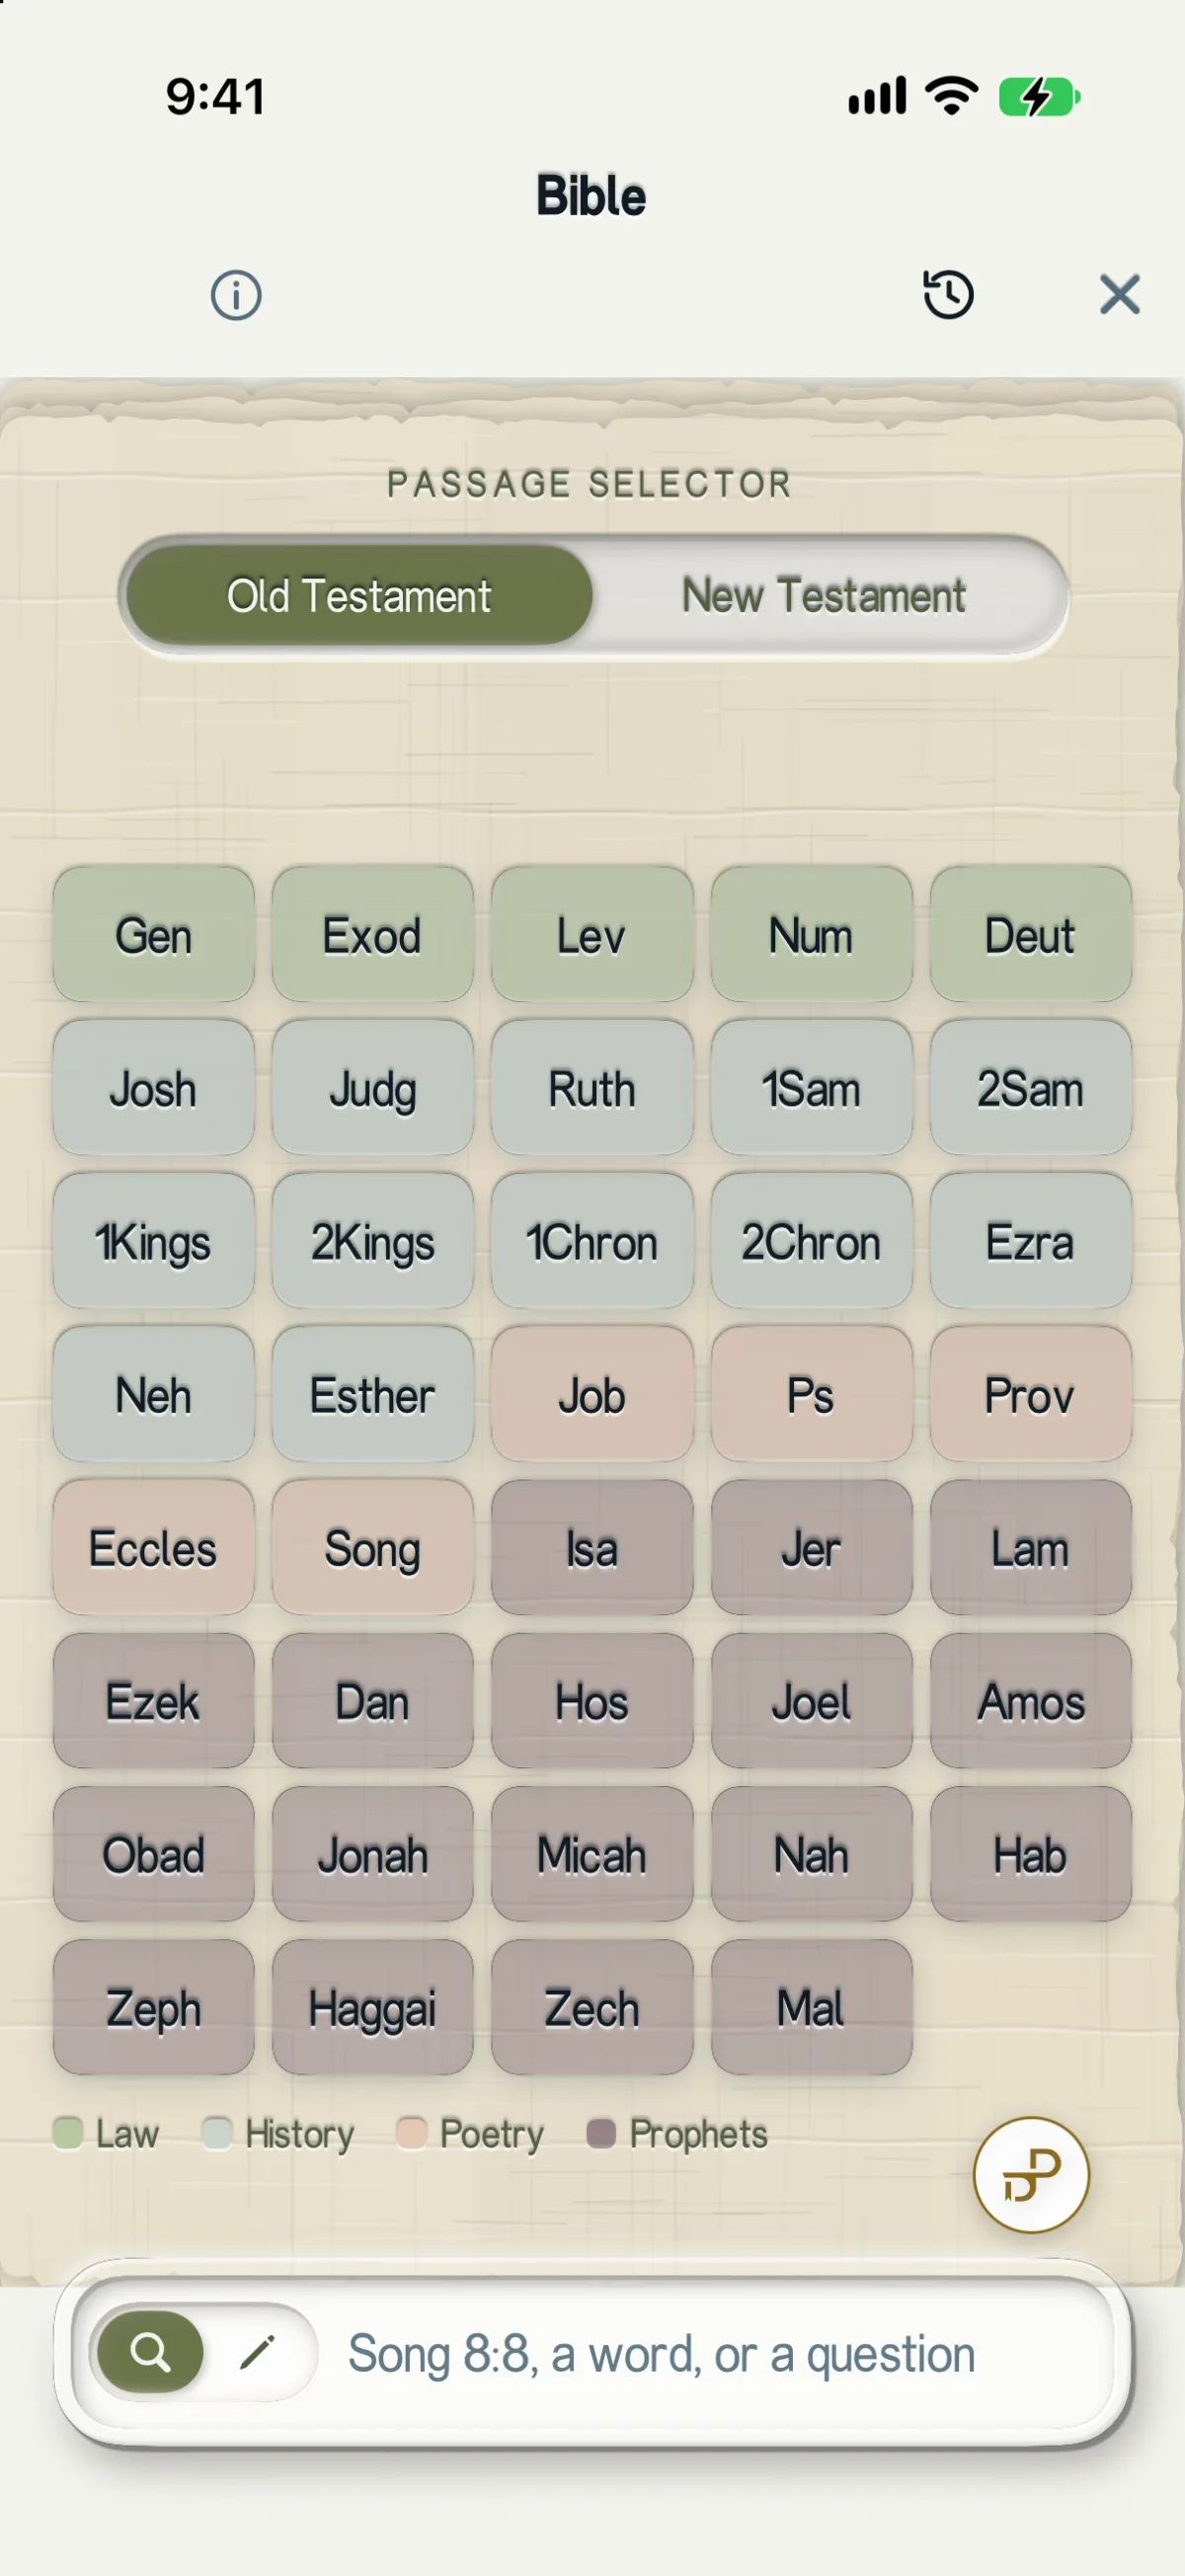 9:41
Bible
PASSAGE SELECTOR
Old Testament New Testament
Gen Exod Lev Num Deut
Josh Judg Ruth 1Sam 2Sam
1Kings 2Kings 1Chron 2Chron Ezra
Neh Esther Job Ps Prov
Eccles Song Isa Jer Lam
Ezek Dan Hos Joel Amos
Obad Jonah Micah Nah Hab
Zeph Haggai Zech Mal
Law History Poetry Prophets
Song 8:8, a word, or a question